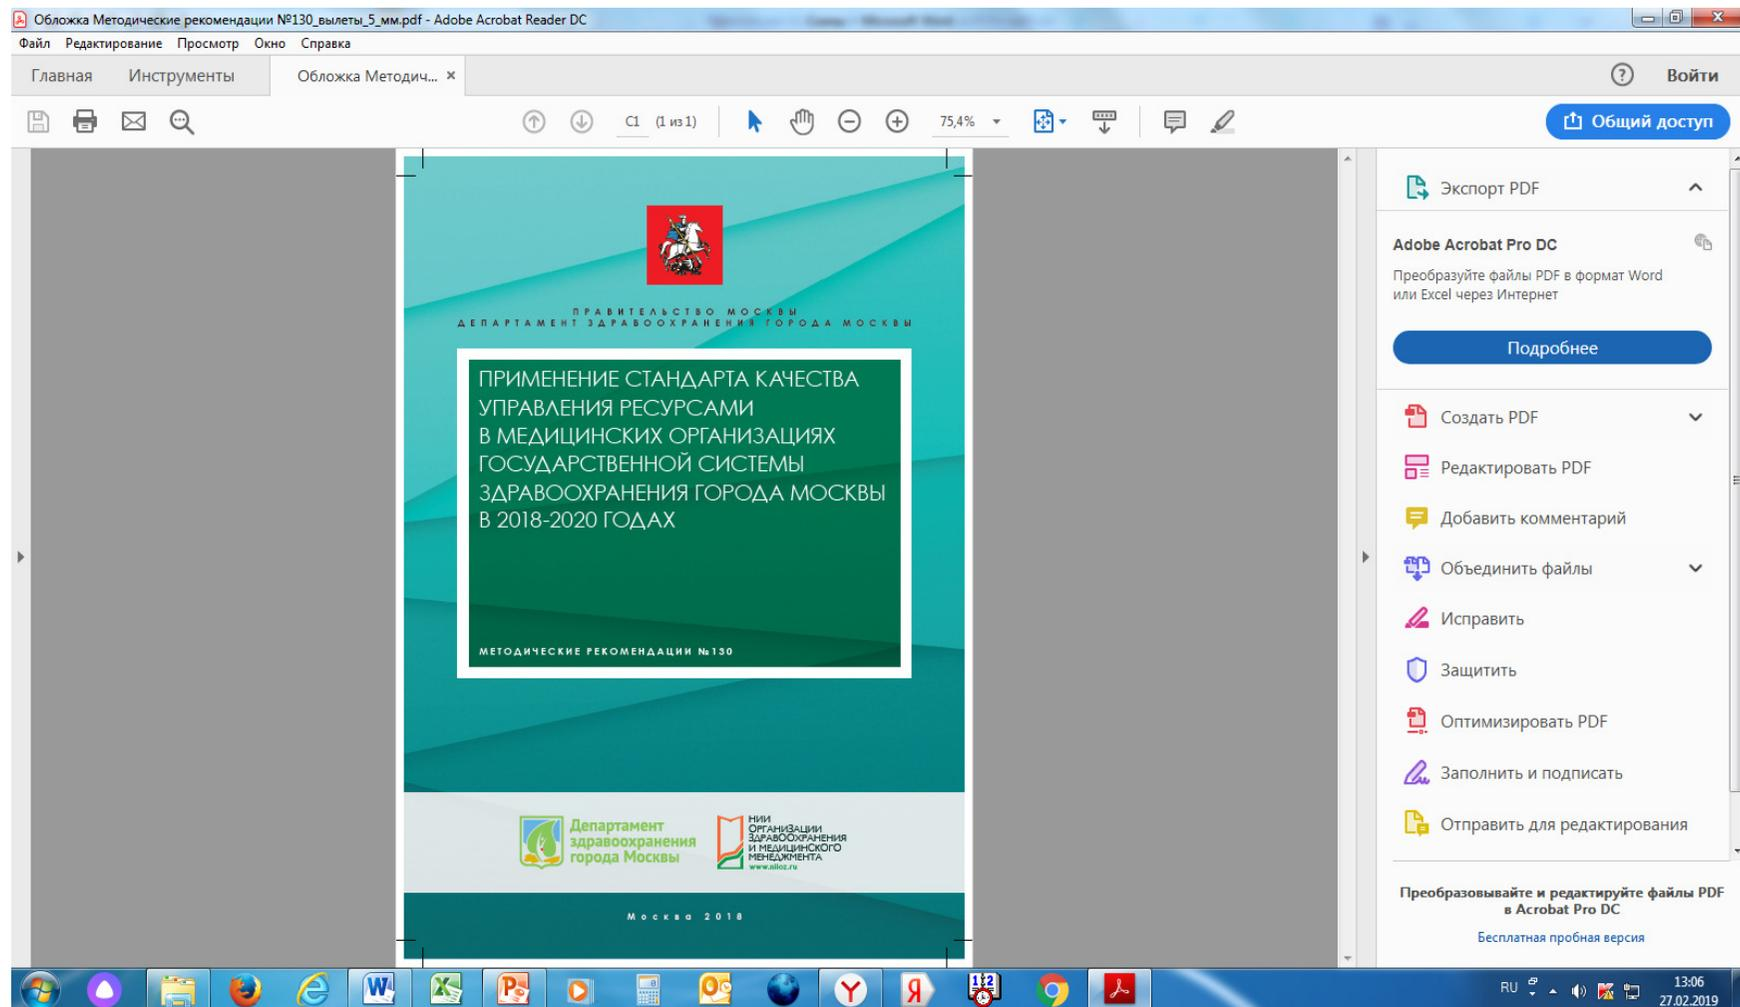 Обложка Методические рекомендации №130_вылеты_5_мм.pdf - Adobe Acrobat Reader DC
Файл Редактирование Просмотр Окно Справка
Главная Инструменты Обложка Методич... ×
Войти
C1 (1 из 1) 75,4%
Общий доступ
ПРАВИТЕЛЬСТВО МОСКВЫ
ДЕПАРТАМЕНТ ЗДРАВООХРАНЕНИЯ ГОРОДА МОСКВЫ
ПРИМЕНЕНИЕ СТАНДАРТА КАЧЕСТВА
УПРАВЛЕНИЯ РЕСУРСАМИ
В МЕДИЦИНСКИХ ОРГАНИЗАЦИЯХ
ГОСУДАРСТВЕННОЙ СИСТЕМЫ
ЗДРАВООХРАНЕНИЯ ГОРОДА МОСКВЫ
В 2018-2020 ГОДАХ
МЕТОДИЧЕСКИЕ РЕКОМЕНДАЦИИ №130
Департамент
здравоохранения
города Москвы
НИИ
ОРГАНИЗАЦИИ
ЗДРАВООХРАНЕНИЯ
И МЕДИЦИНСКОГО
МЕНЕДЖМЕНТА
www.niioz.ru
Москва 2018
Экспорт PDF
Adobe Acrobat Pro DC
Преобразуйте файлы PDF в формат Word
или Excel через Интернет
Подробнее
Создать PDF
Редактировать PDF
Добавить комментарий
Объединить файлы
Исправить
Защитить
Оптимизировать PDF
Заполнить и подписать
Отправить для редактирования
Преобразовывайте и редактируйте файлы PDF
в Acrobat Pro DC
Бесплатная пробная версия
RU
13:06
27.02.2019